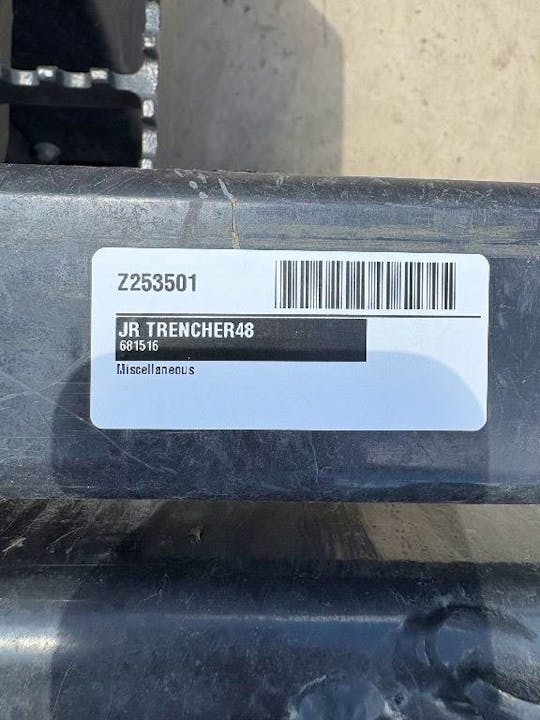 Z253501
JR TRENCHER48
681516
Miscellaneous